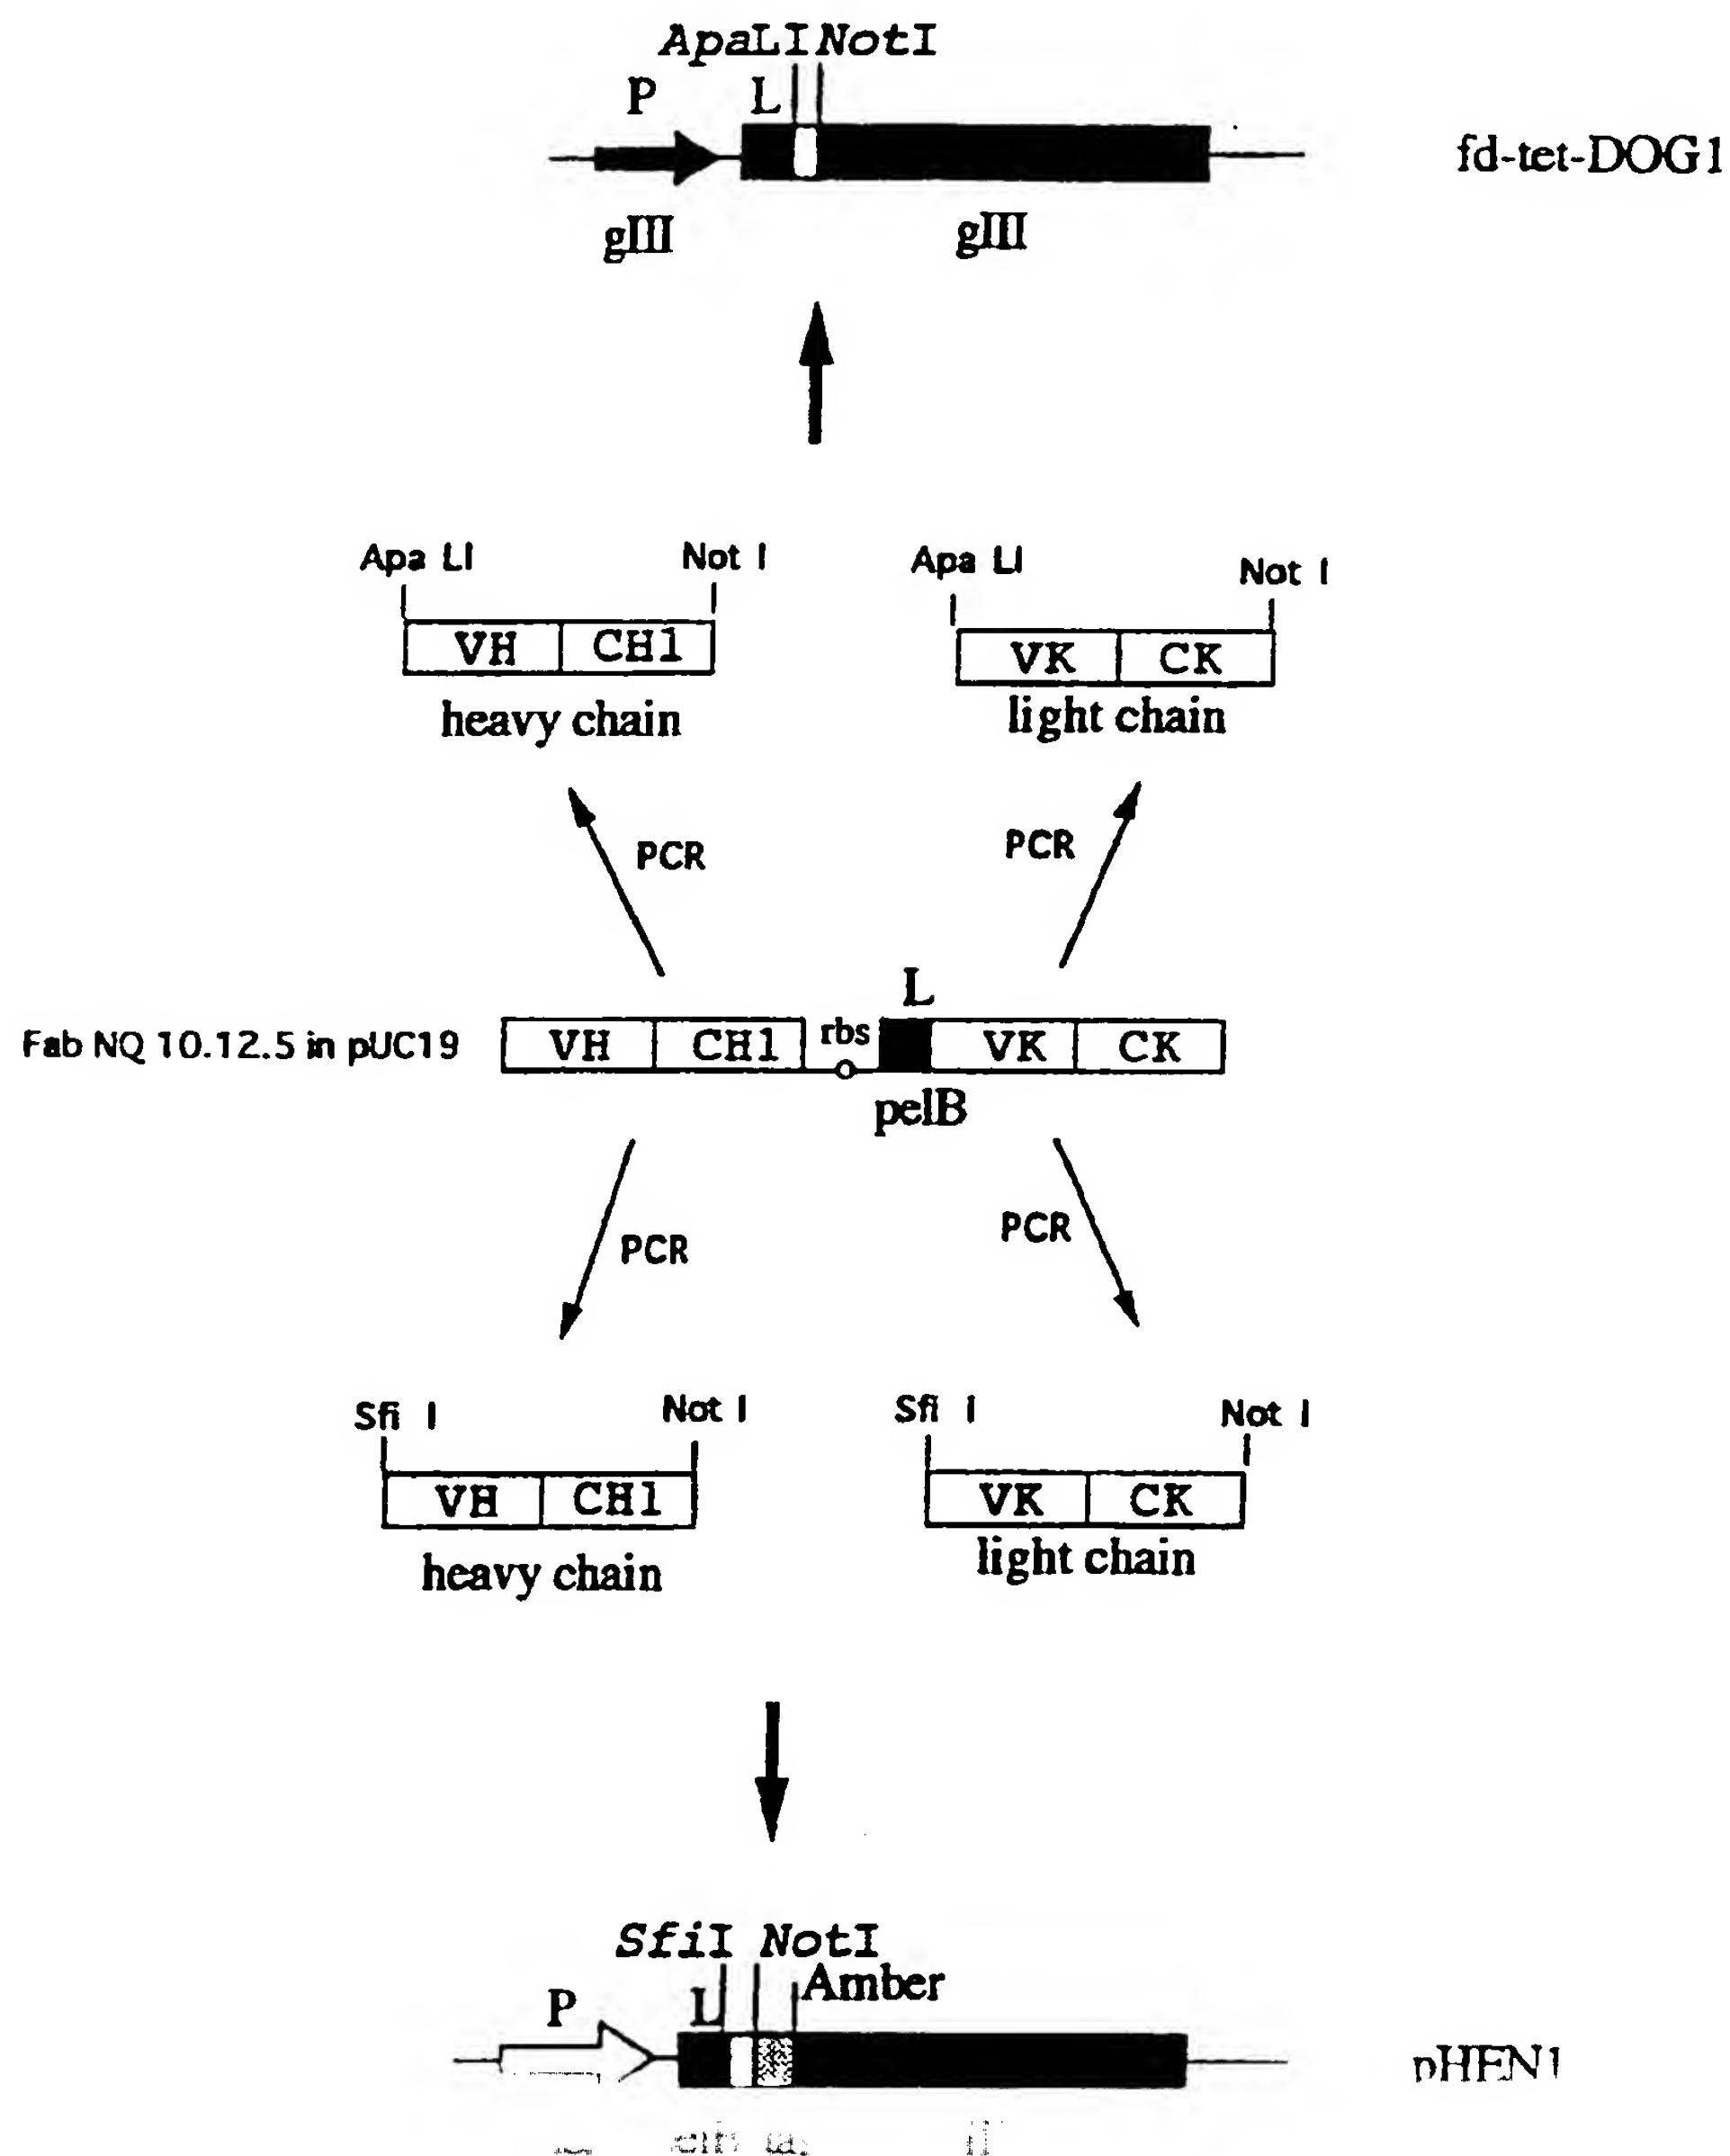 ApaLI NotI
P L
fd-tet-DOG1
gIII gIII
Apa LI Not I Apa LI Not I
VH CH1 VK CK
heavy chain light chain
PCR PCR
L
Fab NQ 10.12.5 in pUC19 VH CH1 rbs VK CK
pelB
PCR PCR
Sfi I Not I Sfi I Not I
VH CH1 VK CK
heavy chain light chain
SfiI NotI
Amber
P L
pHEN1